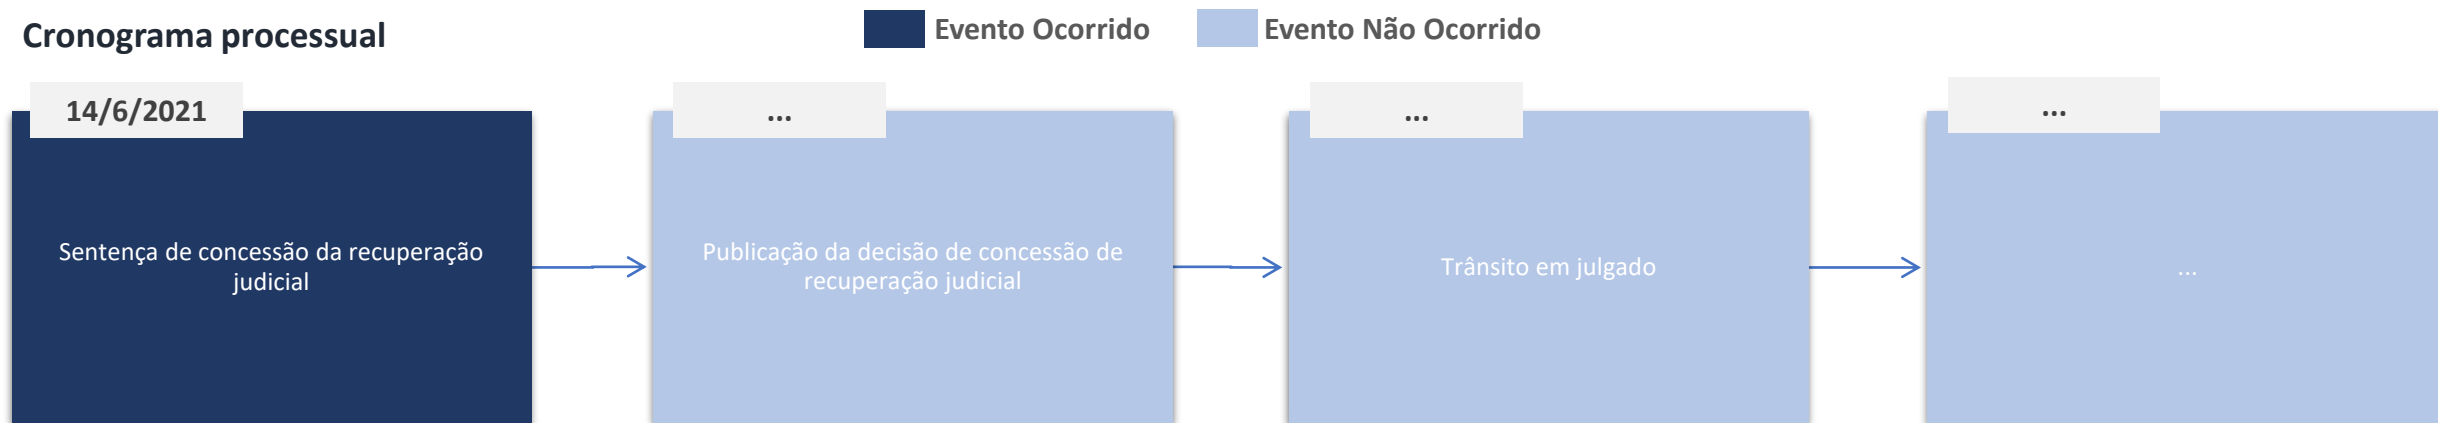 Cronograma processual
Evento Ocorrido
Evento Não Ocorrido
14/6/2021
...
...
...
Sentença de concessão da recuperação
judicial
Publicação da decisão de concessão de
recuperação judicial
Trânsito em julgado
...